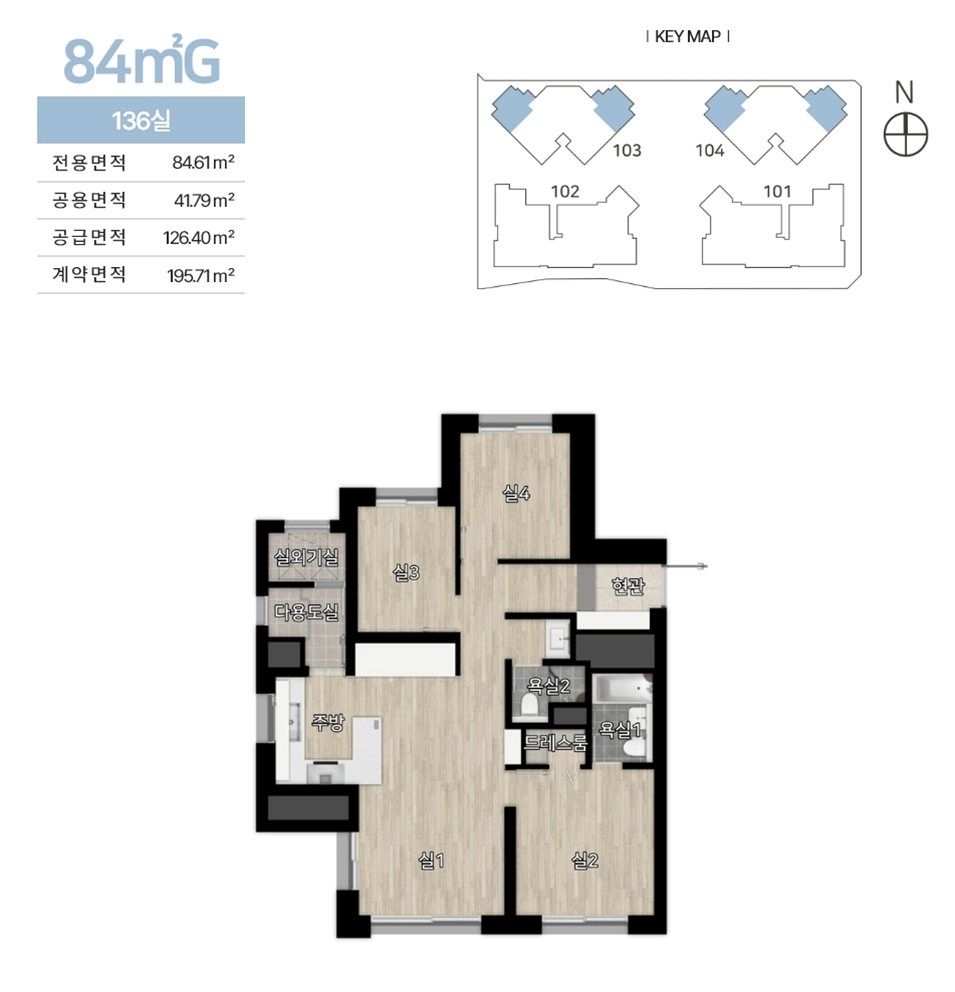 84㎡G
136실
전용면적 84.61 m²
공용면적 41.79 m²
공급면적 126.40 m²
계약면적 195.71 m²
| KEY MAP |
N
103
104
102
101
실4
실외기실
실3
현관
다용도실
욕실2
주방
욕실1
드레스룸
실1
실2